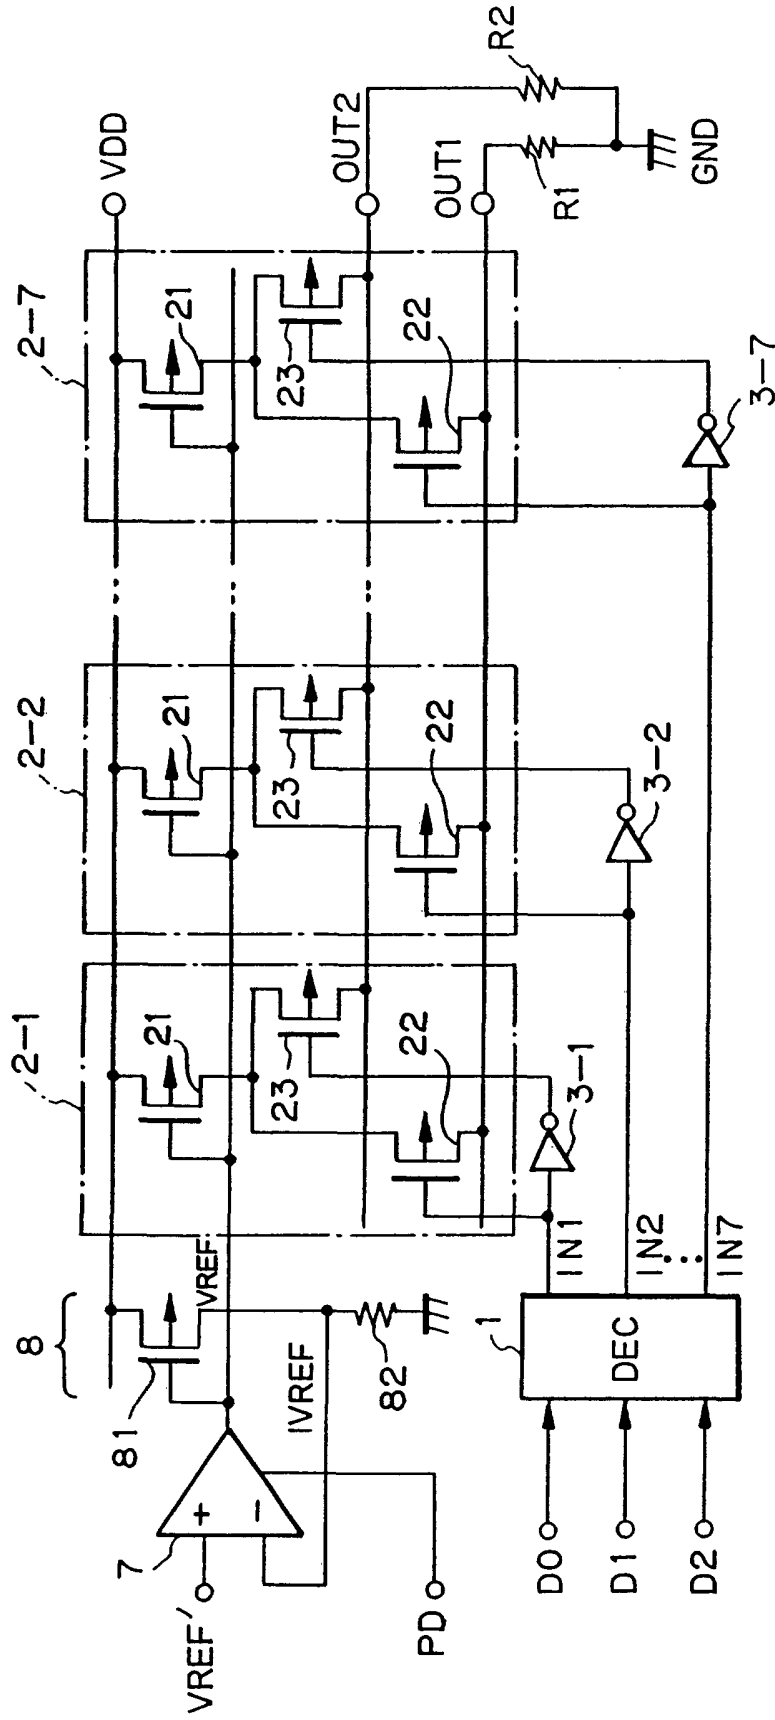 8
2-1
2-2
2-7
VDD
81
VREF
21
21
21
23
23
23
OUT2
R2
22
22
22
OUT1
R1
GND
VREF'
7
+
−
IVREF
82
PD
1
DEC
D0
D1
D2
IN1
IN2
...
IN7
3-1
3-2
3-7